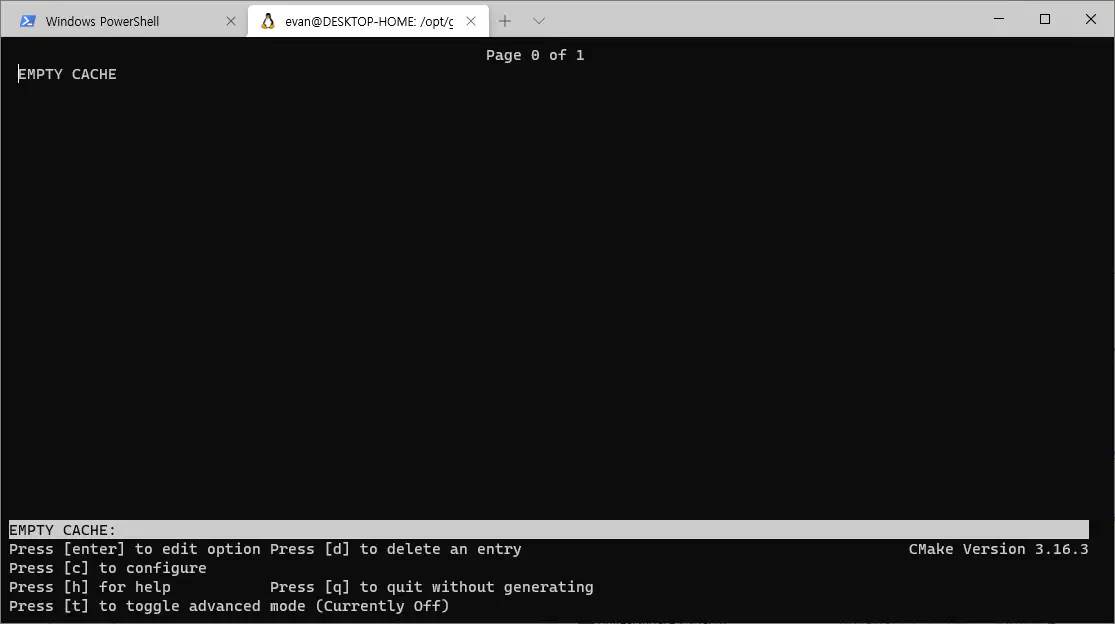 Windows PowerShell
evan@DESKTOP-HOME: /opt/g
Page 0 of 1
EMPTY CACHE
EMPTY CACHE:
Press [enter] to edit option Press [d] to delete an entry CMake Version 3.16.3
Press [c] to configure
Press [h] for help Press [q] to quit without generating
Press [t] to toggle advanced mode (Currently Off)